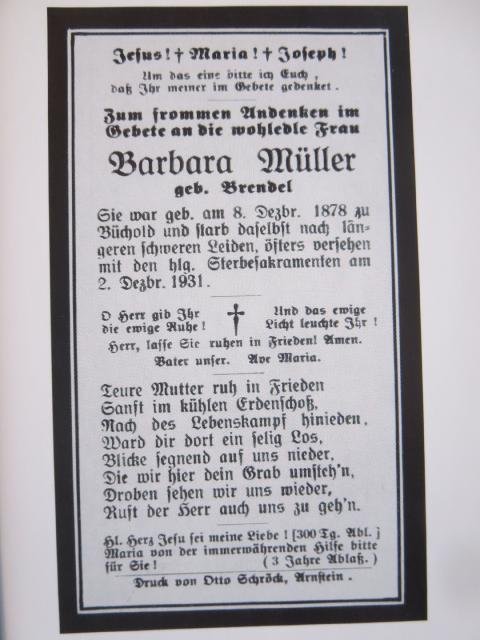 Jesus! † Maria! † Joseph!
Um das eine bitte ich Euch,
daß Ihr meiner im Gebete gedenket.
Zum frommen Andenken im
Gebete an die wohledle Frau
Barbara Müller
geb. Brendel
Sie war geb. am 8. Dezbr. 1878 zu
Büchold und starb daselbst nach län-
geren schweren Leiden, öfters versehen
mit den hlg. Sterbesakramenten am
2. Dezbr. 1931.
O Herr gib Ihr
die ewige Ruhe!
†
Und das ewige
Licht leuchte Ihr!
Herr, lasse Sie ruhen in Frieden! Amen.
Vater unser. Ave Maria.
Teure Mutter ruh in Frieden
Sanft im kühlen Erdenschoß,
Nach des Lebenskampf hinieden,
Ward dir dort ein selig Los,
Blicke segnend auf uns nieder,
Die wir hier dein Grab umsteh'n,
Droben sehen wir uns wieder,
Ruft der Herr auch uns zu geh'n.
Hl. Herz Jesu sei meine Liebe! [300 Tg. Abl.]
Maria von der immerwährenden Hilfe bitte
für Sie! (3 Jahre Ablaß.)
Druck von Otto Schröck, Arnstein.